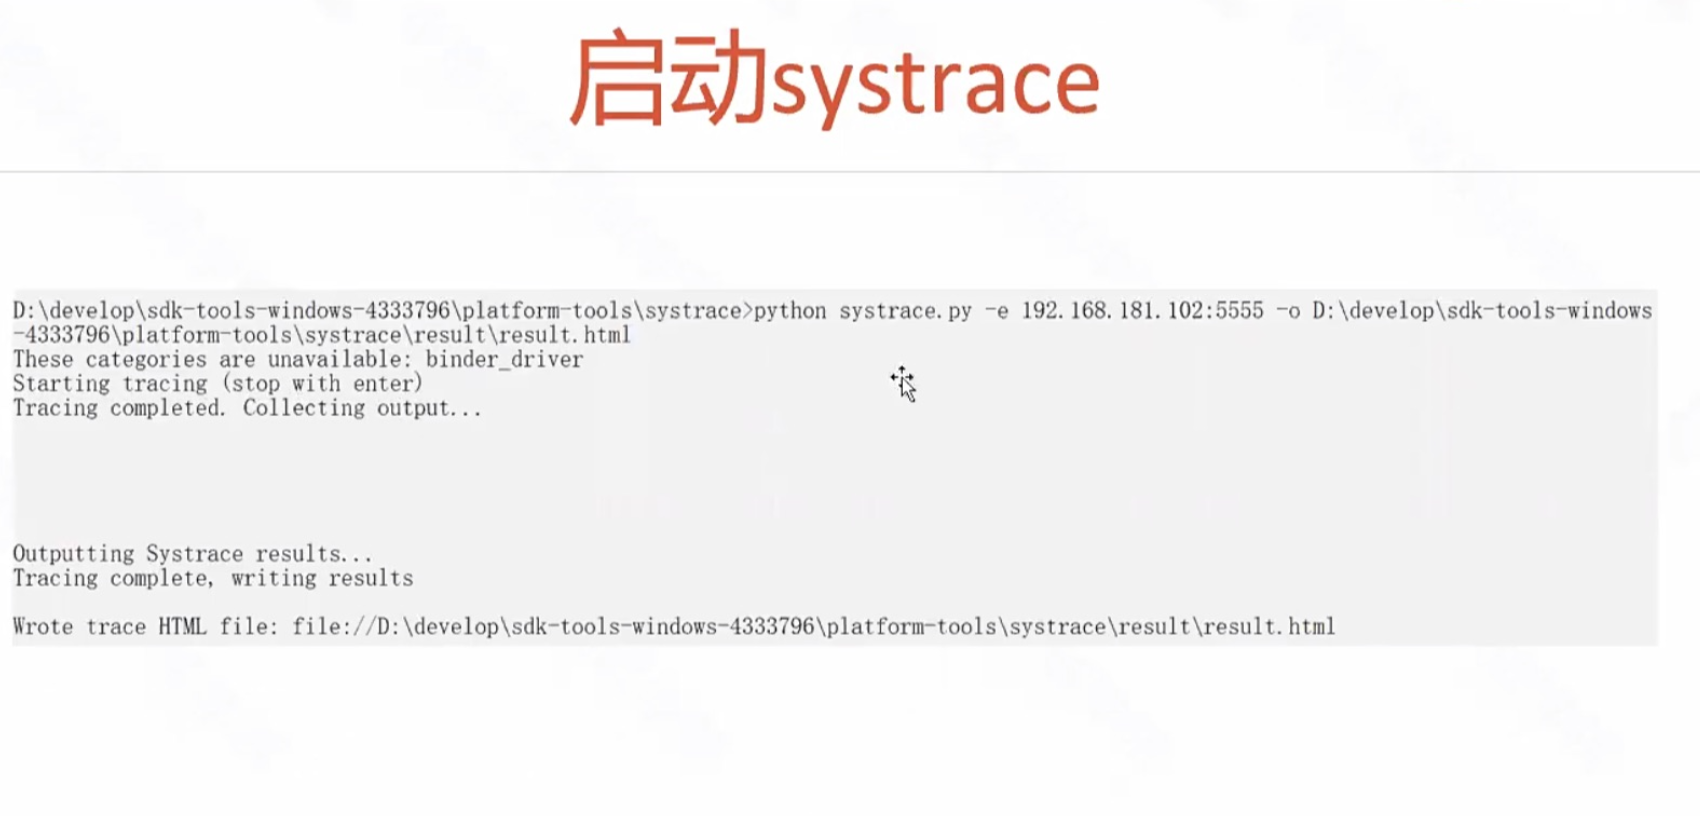 启动systrace
D:\develop\sdk-tools-windows-4333796\platform-tools\systrace>python systrace.py -e 192.168.181.102:5555 -o D:\develop\sdk-tools-windows
-4333796\platform-tools\systrace\result\result.html
These categories are unavailable: binder_driver
Starting tracing (stop with enter)
Tracing completed. Collecting output...
Outputting Systrace results...
Tracing complete, writing results
Wrote trace HTML file: file://D:\develop\sdk-tools-windows-4333796\platform-tools\systrace\result\result.html